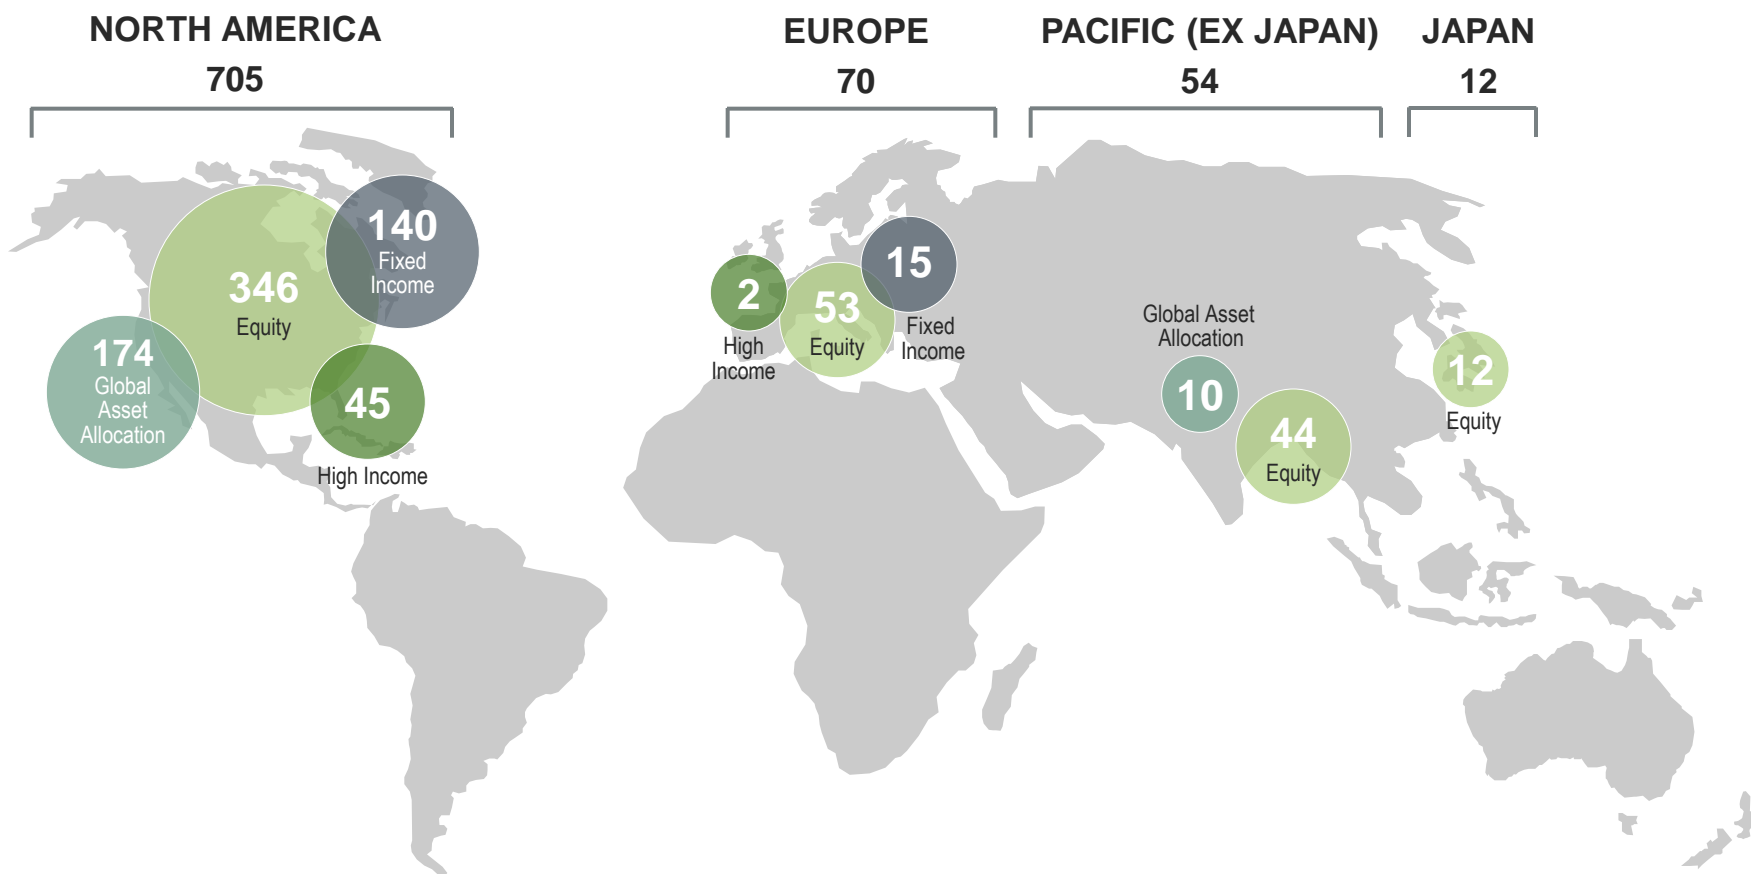 NORTH AMERICA
705
EUROPE
70
PACIFIC (EX JAPAN)
54
JAPAN
12
346
Equity
140
Fixed
Income
174
Global
Asset
Allocation
45
High Income
2
High
Income
53
Equity
15
Fixed
Income
Global Asset
Allocation
10
44
Equity
12
Equity